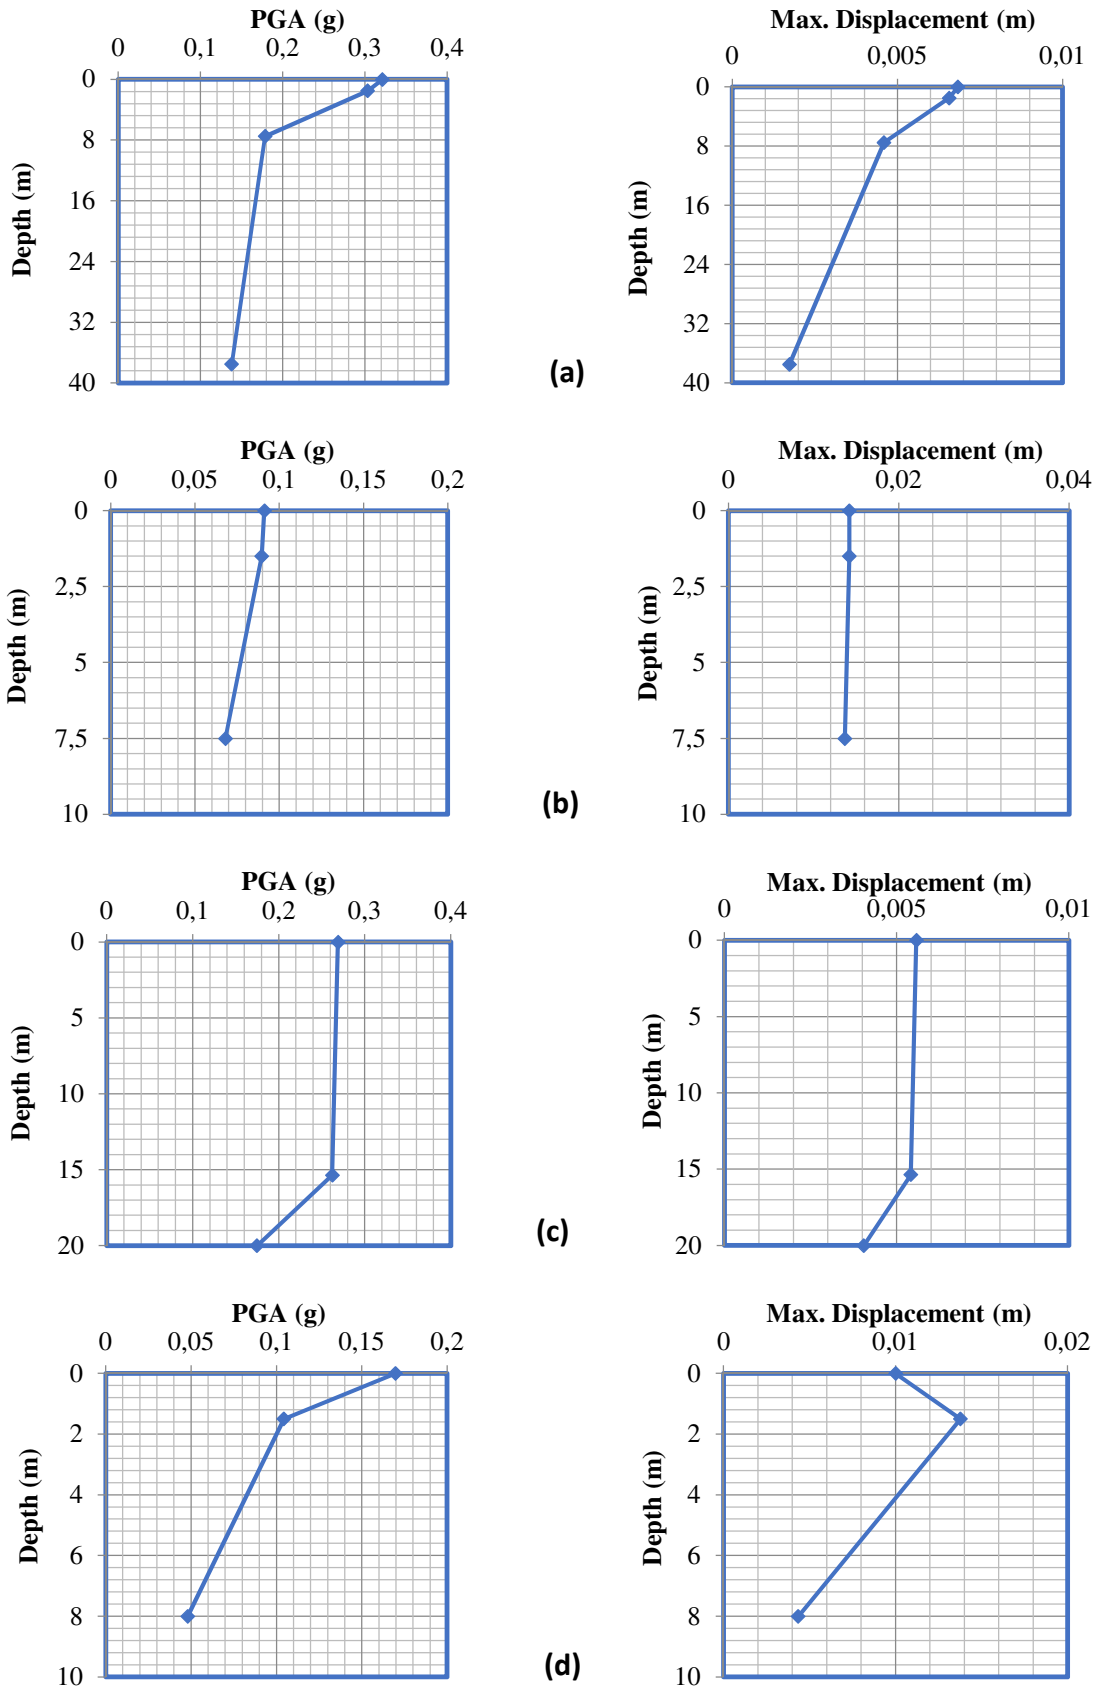 PGA (g)
0 0,1 0,2 0,3 0,4
0
8
16
24
32
40
Depth (m)
Max. Displacement (m)
0 0,005 0,01
0
8
16
24
32
40
Depth (m)
(a)
PGA (g)
0 0,05 0,1 0,15 0,2
0
2,5
5
7,5
10
Depth (m)
Max. Displacement (m)
0 0,02 0,04
0
2,5
5
7,5
10
Depth (m)
(b)
PGA (g)
0 0,1 0,2 0,3 0,4
0
5
10
15
20
Depth (m)
Max. Displacement (m)
0 0,005 0,01
0
5
10
15
20
Depth (m)
(c)
PGA (g)
0 0,05 0,1 0,15 0,2
0
2
4
6
8
10
Depth (m)
Max. Displacement (m)
0 0,01 0,02
0
2
4
6
8
10
Depth (m)
(d)